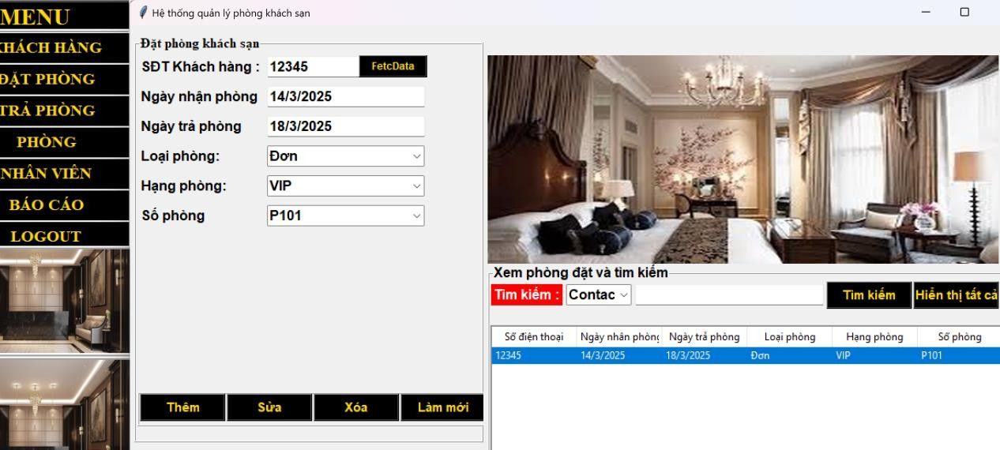 MENU
KHÁCH HÀNG
ĐẶT PHÒNG
TRẢ PHÒNG
PHÒNG
NHÂN VIÊN
BÁO CÁO
LOGOUT
Hệ thống quản lý phòng khách sạn
Đặt phòng khách sạn
SĐT Khách hàng : 12345 FetcData
Ngày nhận phòng 14/3/2025
Ngày trả phòng 18/3/2025
Loại phòng: Đơn
Hạng phòng: VIP
Số phòng P101
Thêm Sửa Xóa Làm mới
Xem phòng đặt và tìm kiếm
Tìm kiếm : Contac Tìm kiếm Hiển thị tất cả
Số điện thoại Ngày nhân phòng Ngày trả phòng Loại phòng Hạng phòng Số phòng
12345 14/3/2025 18/3/2025 Đơn VIP P101